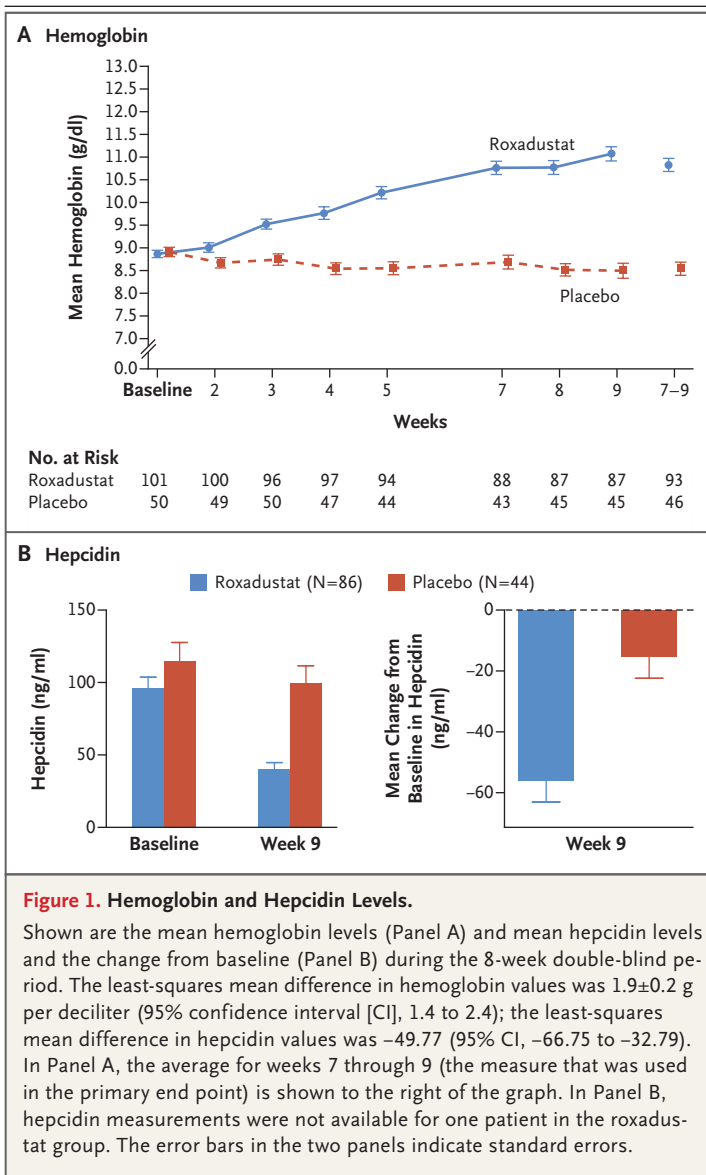 A Hemoglobin
Mean Hemoglobin (g/dl)
13.0
12.5
12.0
11.5
11.0
10.5
10.0
9.5
9.0
8.5
8.0
7.5
7.0
0.0
Roxadustat
Placebo
Baseline 2 3 4 5 7 8 9 7–9
Weeks
No. at Risk
Roxadustat 101 100 96 97 94 88 87 87 93
Placebo 50 49 50 47 44 43 45 45 46
B Hepcidin
Roxadustat (N=86) Placebo (N=44)
Hepcidin (ng/ml)
150
100
50
0
Baseline Week 9
Mean Change from
Baseline in Hepcidin
(ng/ml)
0
–20
–40
–60
Week 9
Figure 1. Hemoglobin and Hepcidin Levels.
Shown are the mean hemoglobin levels (Panel A) and mean hepcidin levels
and the change from baseline (Panel B) during the 8-week double-blind pe-
riod. The least-squares mean difference in hemoglobin values was 1.9±0.2 g
per deciliter (95% confidence interval [CI], 1.4 to 2.4); the least-squares
mean difference in hepcidin values was –49.77 (95% CI, –66.75 to –32.79).
In Panel A, the average for weeks 7 through 9 (the measure that was used
in the primary end point) is shown to the right of the graph. In Panel B,
hepcidin measurements were not available for one patient in the roxadus-
tat group. The error bars in the two panels indicate standard errors.